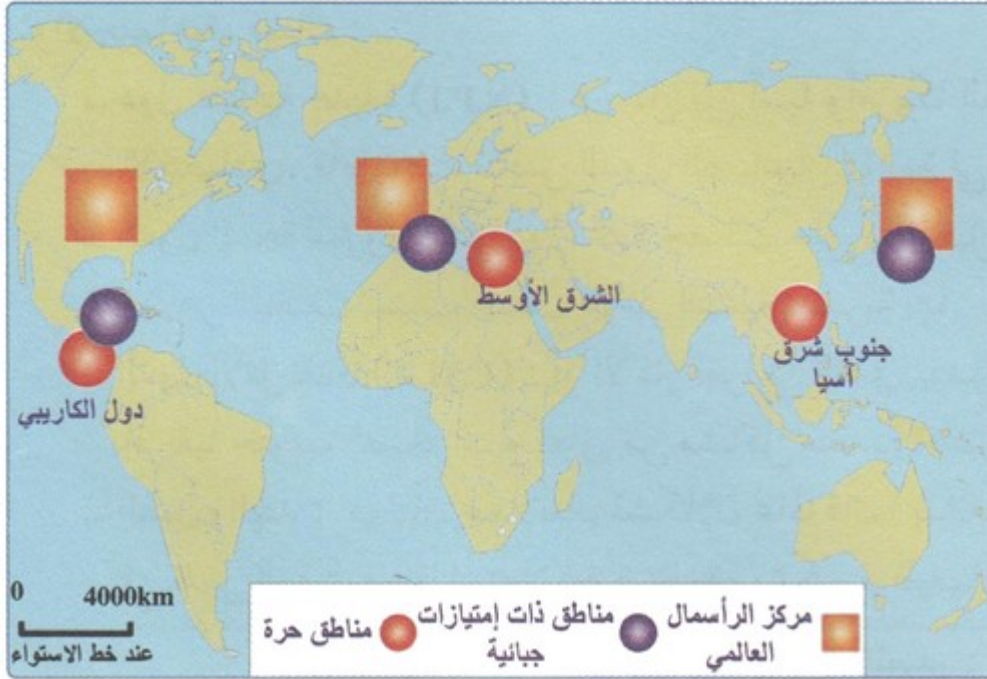 الشرق الأوسط
جنوب شرق
آسيا
دول الكاريبي
0 4000km
عند خط الاستواء
مركز الرأسمال
العالمي
مناطق ذات إمتيازات
جبائية
مناطق حرة